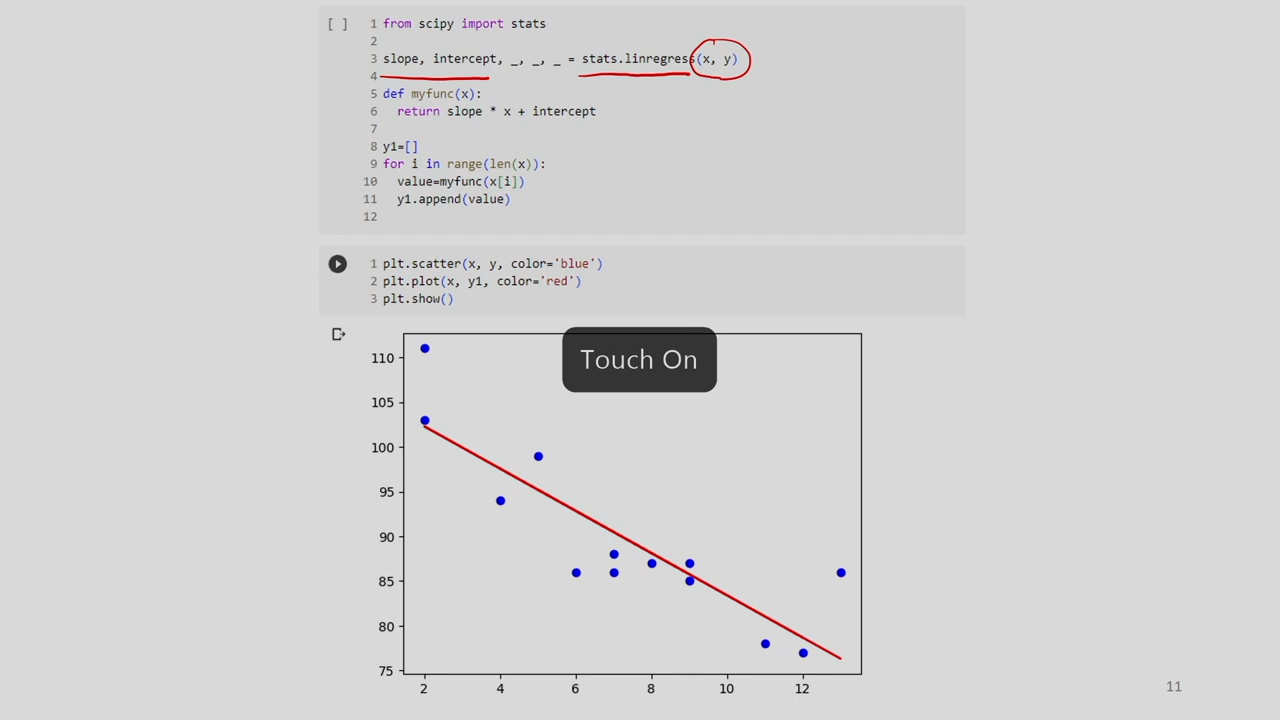 [ ]
1 from scipy import stats
2
3 slope, intercept, _, _, _ = stats.linregress(x, y)
4
5 def myfunc(x):
6   return slope * x + intercept
7
8 y1=[]
9 for i in range(len(x)):
10   value=myfunc(x[i])
11   y1.append(value)
12
1 plt.scatter(x, y, color='blue')
2 plt.plot(x, y1, color='red')
3 plt.show()
Touch On
110
105
100
95
90
85
80
75
2 4 6 8 10 12
11